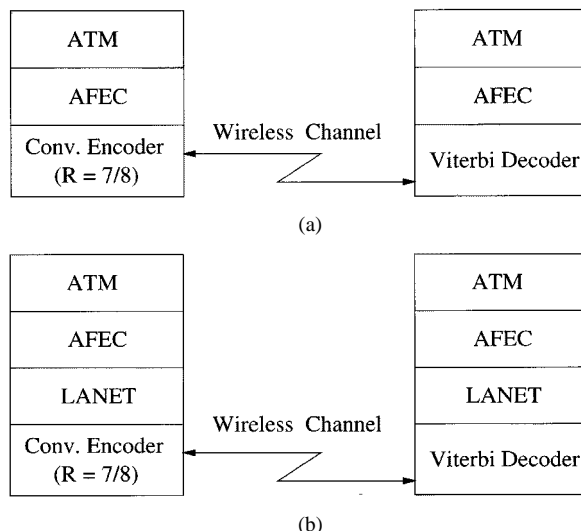 ATM
ATM
AFEC
AFEC
Wireless Channel
Conv. Encoder
(R = 7/8)
Viterbi Decoder
(a)
ATM
ATM
AFEC
AFEC
LANET
LANET
Wireless Channel
Conv. Encoder
(R = 7/8)
Viterbi Decoder
(b)